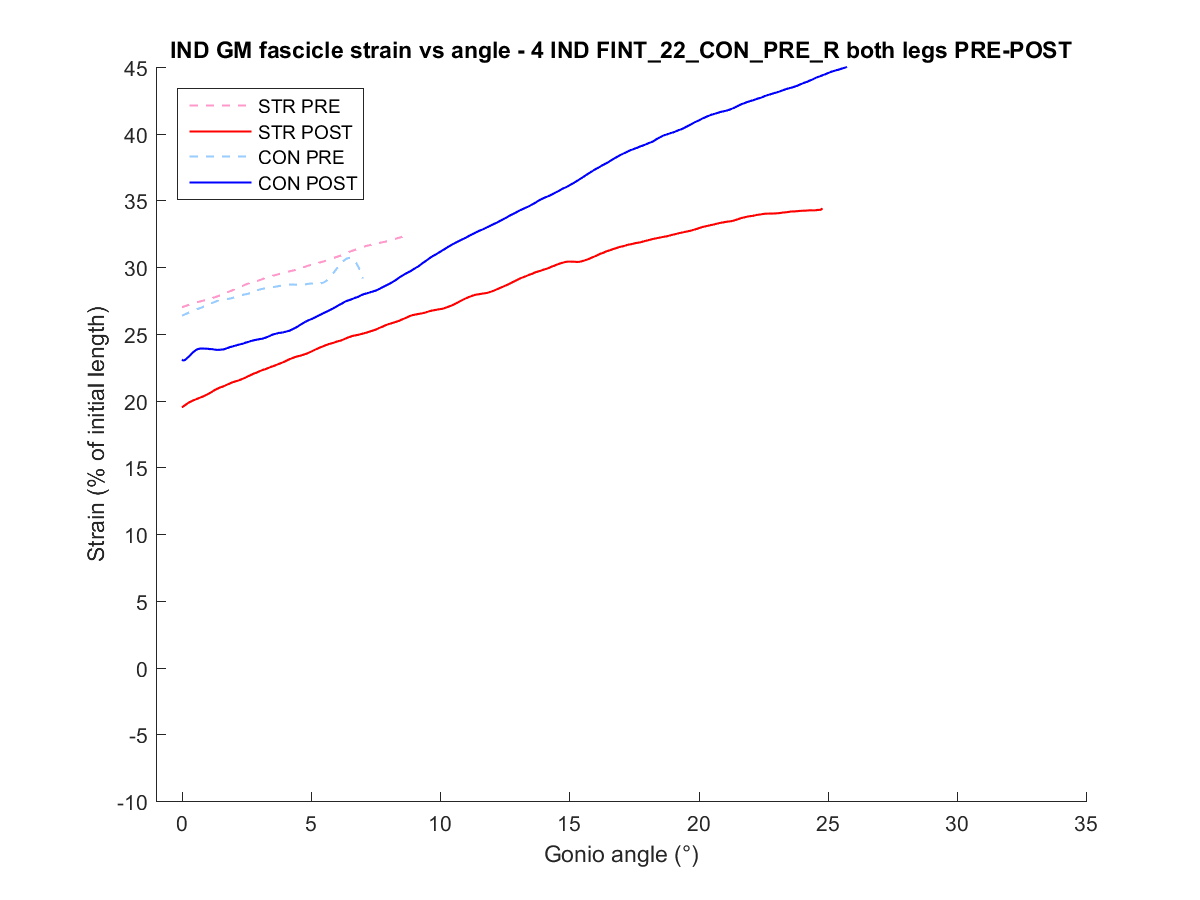 IND GM fascicle strain vs angle - 4 IND FINT_22_CON_PRE_R both legs PRE-POST
STR PRE
STR POST
CON PRE
CON POST
Strain (% of initial length)
45
40
35
30
25
20
15
10
5
0
-5
-10
0
5
10
15
20
25
30
35
Gonio angle (°)